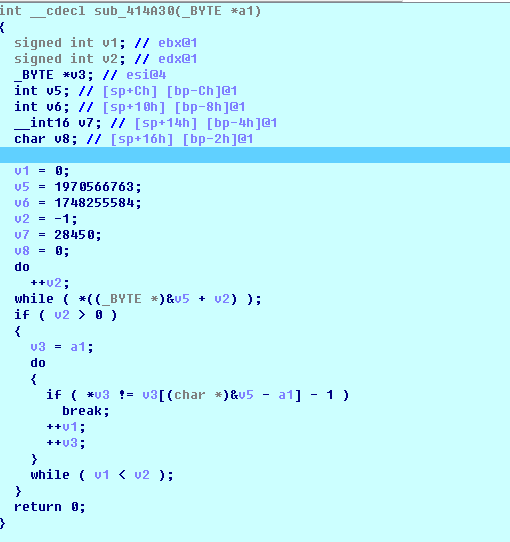 int __cdecl sub_414A30(_BYTE *a1)
{
signed int v1; // ebx@1
signed int v2; // edx@1
_BYTE *v3; // esi@4
int v5; // [sp+Ch] [bp-Ch]@1
int v6; // [sp+10h] [bp-8h]@1
__int16 v7; // [sp+14h] [bp-4h]@1
char v8; // [sp+16h] [bp-2h]@1
v1 = 0;
v5 = 1970566763;
v6 = 1748255584;
v2 = -1;
v7 = 28450;
v8 = 0;
do
++v2;
while ( *((_BYTE *)&v5 + v2) );
if ( v2 > 0 )
{
v3 = a1;
do
{
if ( *v3 != v3[(char *)&v5 - a1] - 1 )
break;
++v1;
++v3;
}
while ( v1 < v2 );
}
return 0;
}